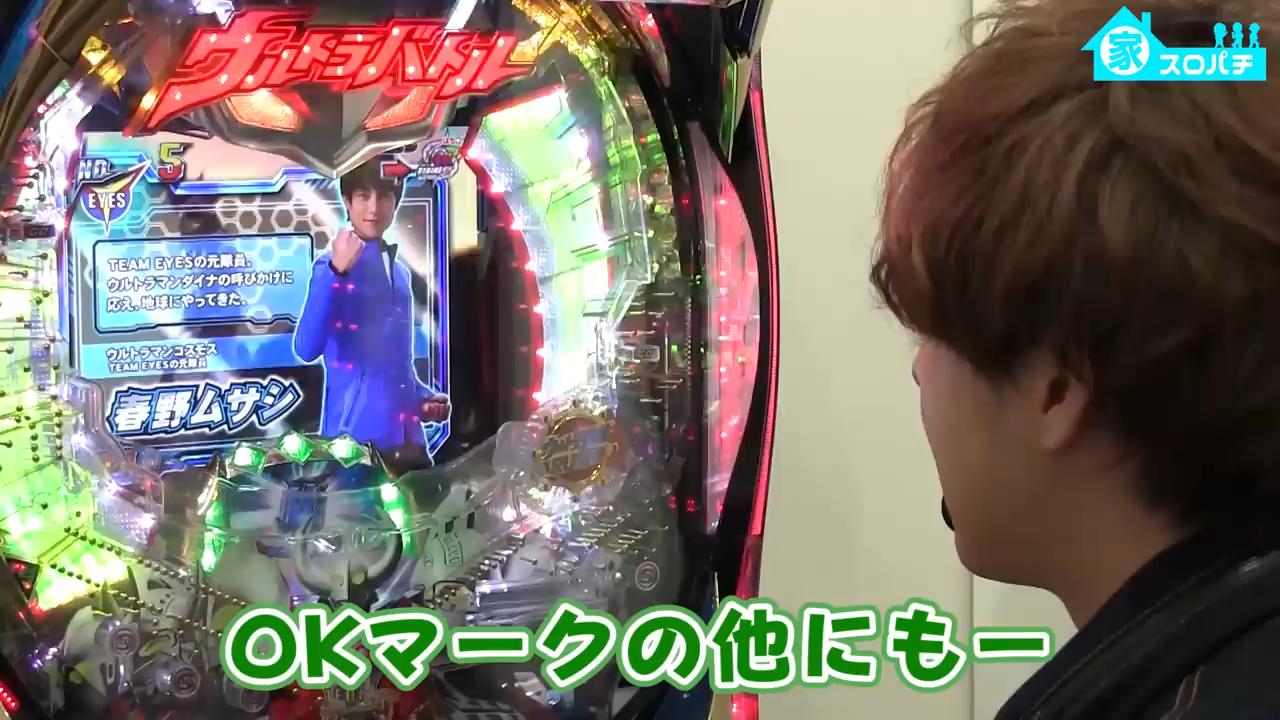 ウルトラバトル
家スロパチ
ND
5
EYES
TEAM EYESの元隊員。
ウルトラマンダイナの呼びかけに
応え、地球にやってきた。
ウルトラマンコスモス
TEAM EYESの元隊員
春野ムサシ
OKマークの他にもー